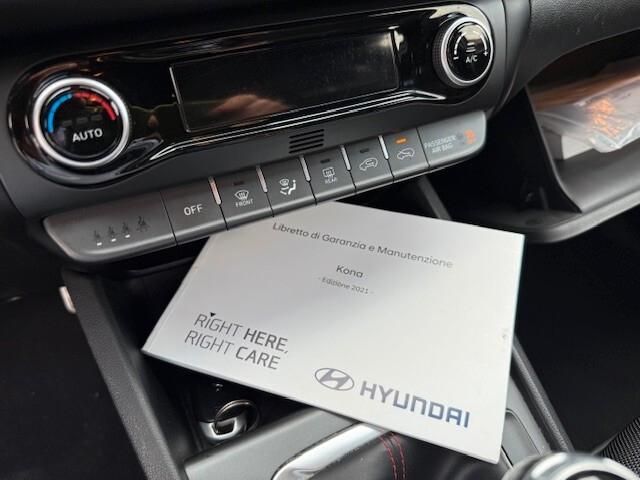 AUTO
A/C
OFF
FRONT
REAR
PASSENGER
AIR BAG
Libretto di Garanzia e Manutenzione
Kona
- Edizione 2021 -
RIGHT HERE,
RIGHT CARE
HYUNDAI